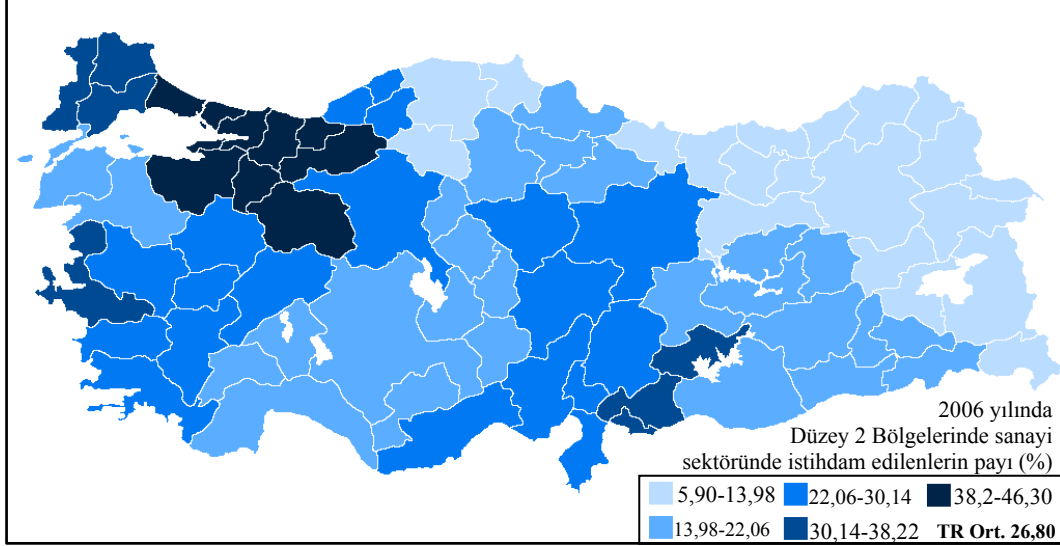 2006 yılında
Düzey 2 Bölgelerinde sanayi
sektöründe istihdam edilenlerin payı (%)
5,90-13,98 22,06-30,14 38,2-46,30
13,98-22,06 30,14-38,22 TR Ort. 26,80